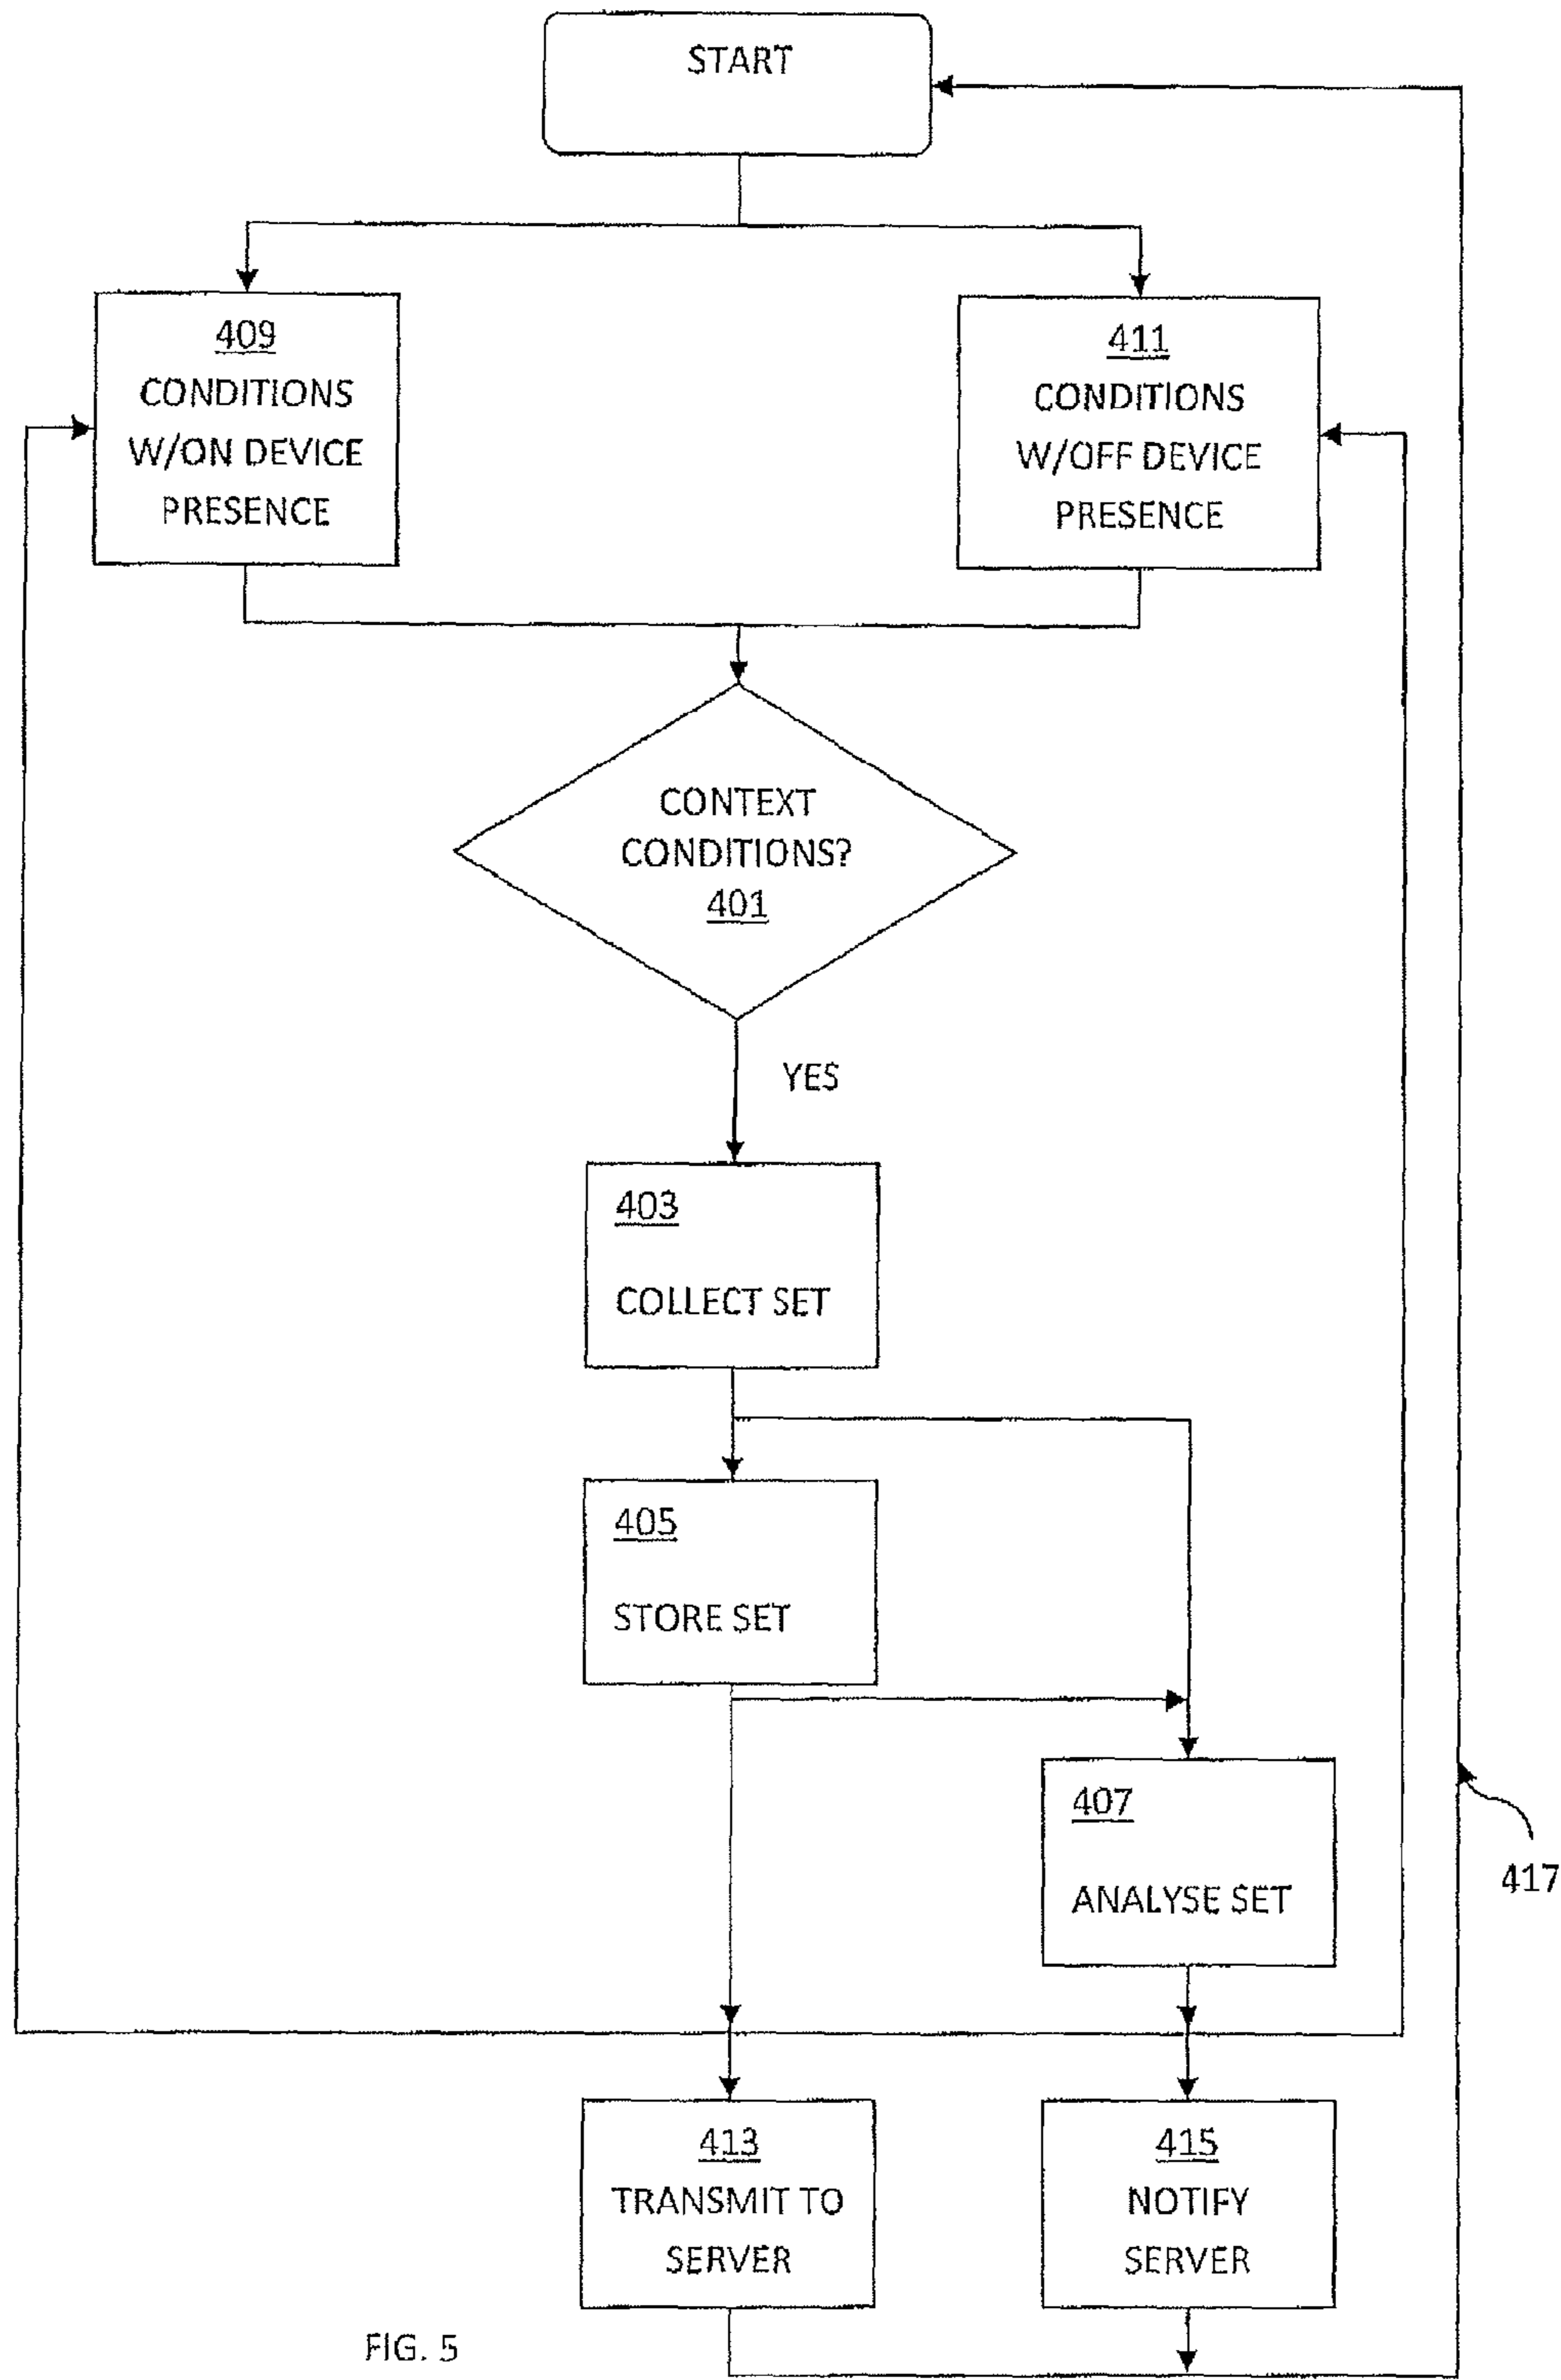 START
409
CONDITIONS
W/ON DEVICE
PRESENCE
411
CONDITIONS
W/OFF DEVICE
PRESENCE
CONTEXT
CONDITIONS?
401
YES
403
COLLECT SET
405
STORE SET
407
ANALYSE SET
417
413
TRANSMIT TO
SERVER
415
NOTIFY
SERVER
FIG. 5